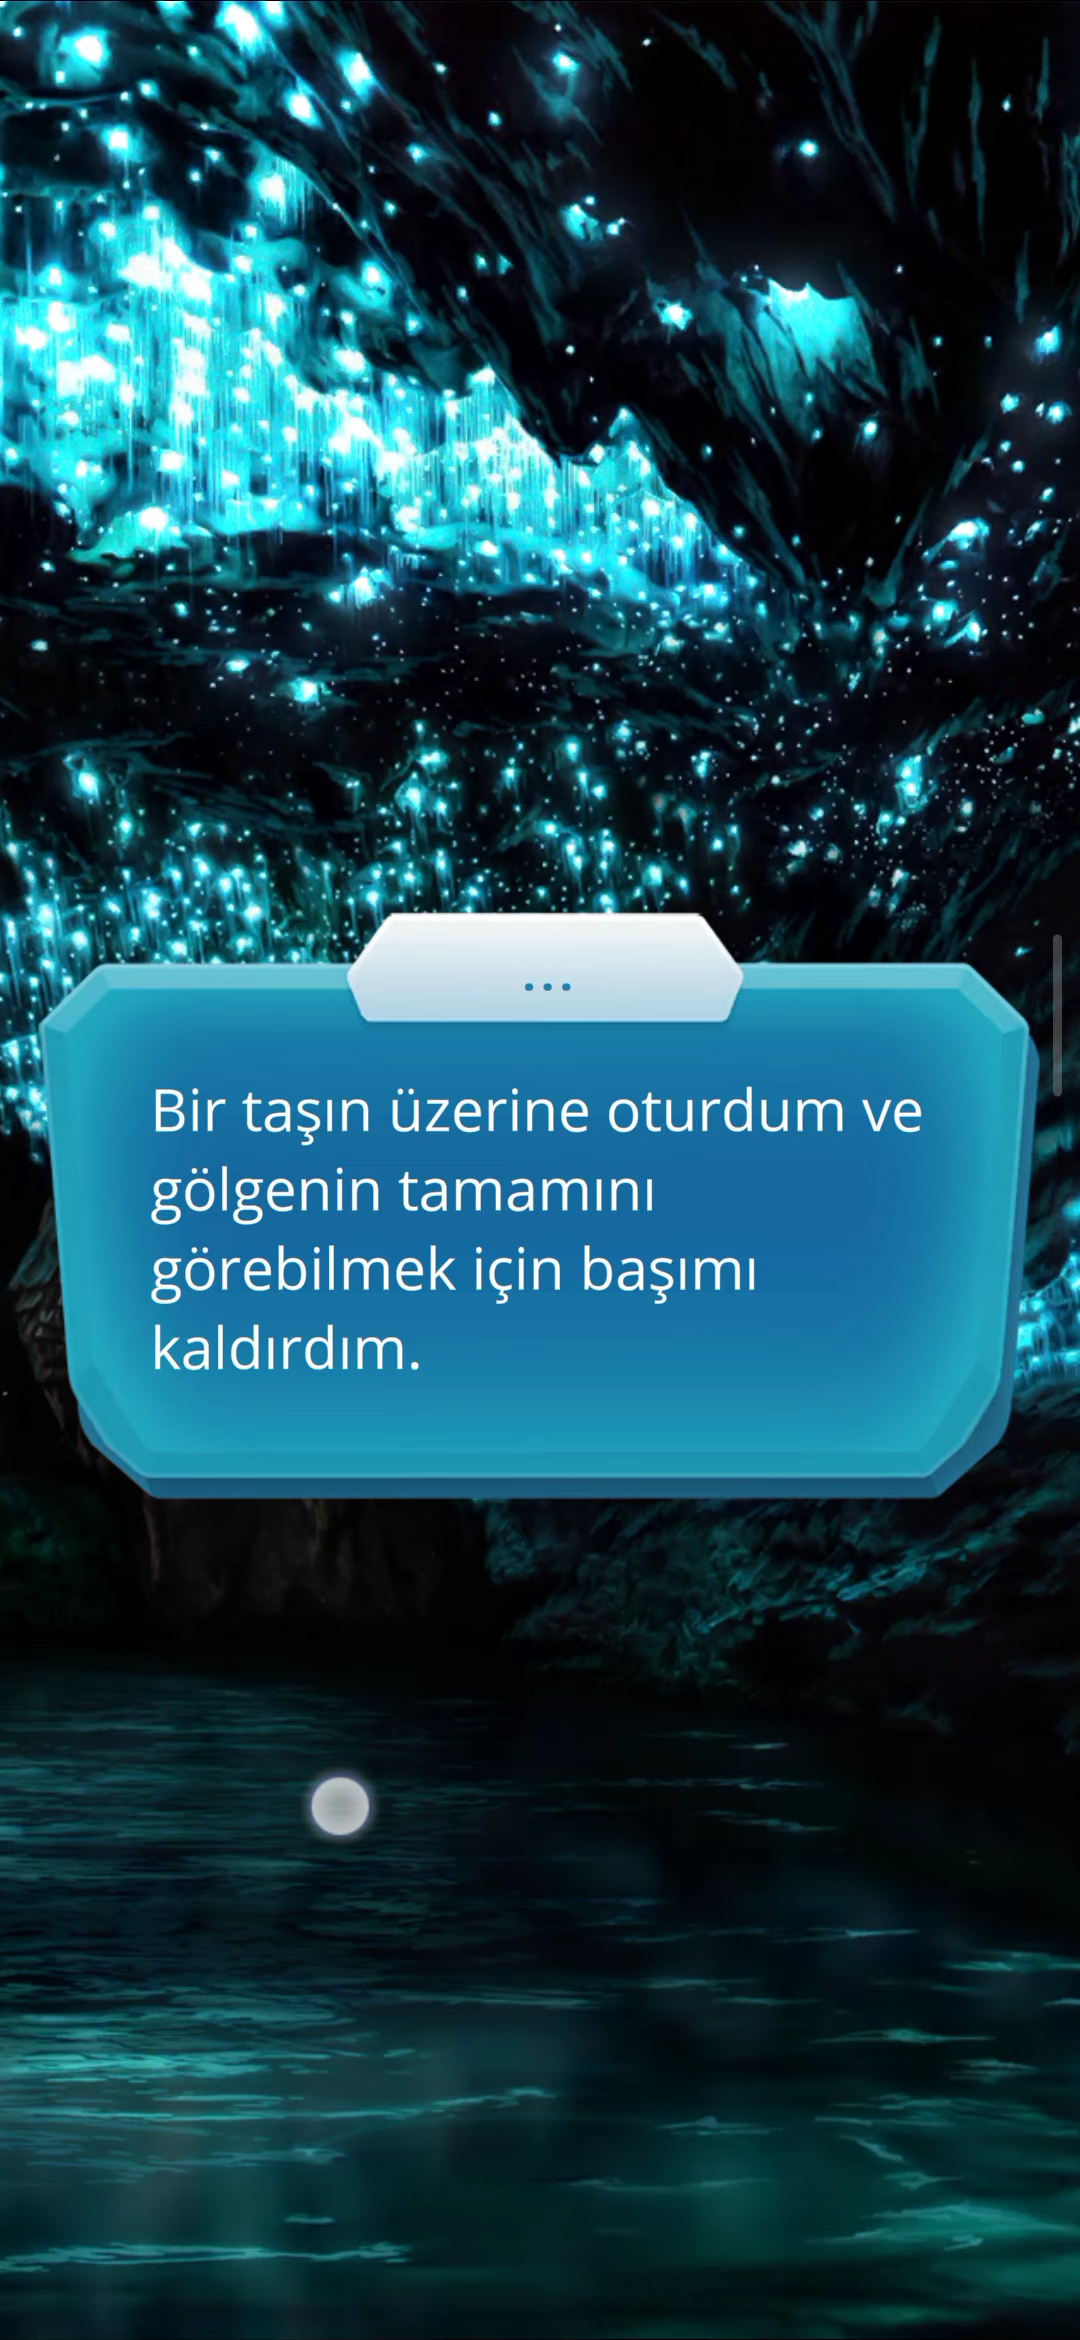 ...
Bir taşın üzerine oturdum ve
gölgenin tamamını
görebilmek için başımı
kaldırdım.